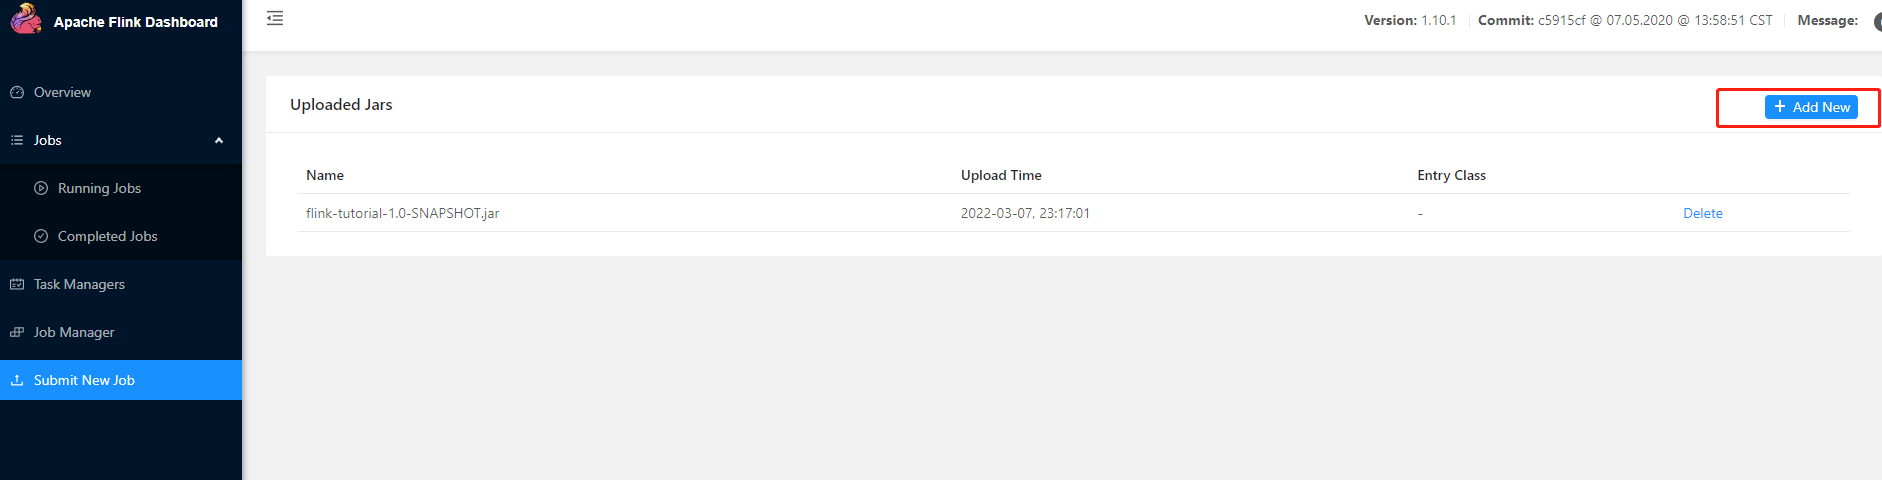 Apache Flink Dashboard
Version: 1.10.1 Commit: c5915cf @ 07.05.2020 @ 13:58:51 CST Message:
Overview
Jobs
Running Jobs
Completed Jobs
Task Managers
Job Manager
Submit New Job
Uploaded Jars
+ Add New
Name Upload Time Entry Class
flink-tutorial-1.0-SNAPSHOT.jar 2022-03-07, 23:17:01 - Delete